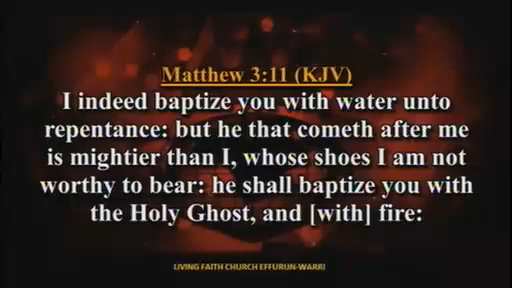 Matthew 3:11 (KJV)
I indeed baptize you with water unto
repentance: but he that cometh after me
is mightier than I, whose shoes I am not
worthy to bear: he shall baptize you with
the Holy Ghost, and [with] fire:
LIVING FAITH CHURCH EFFURUN-WARRI